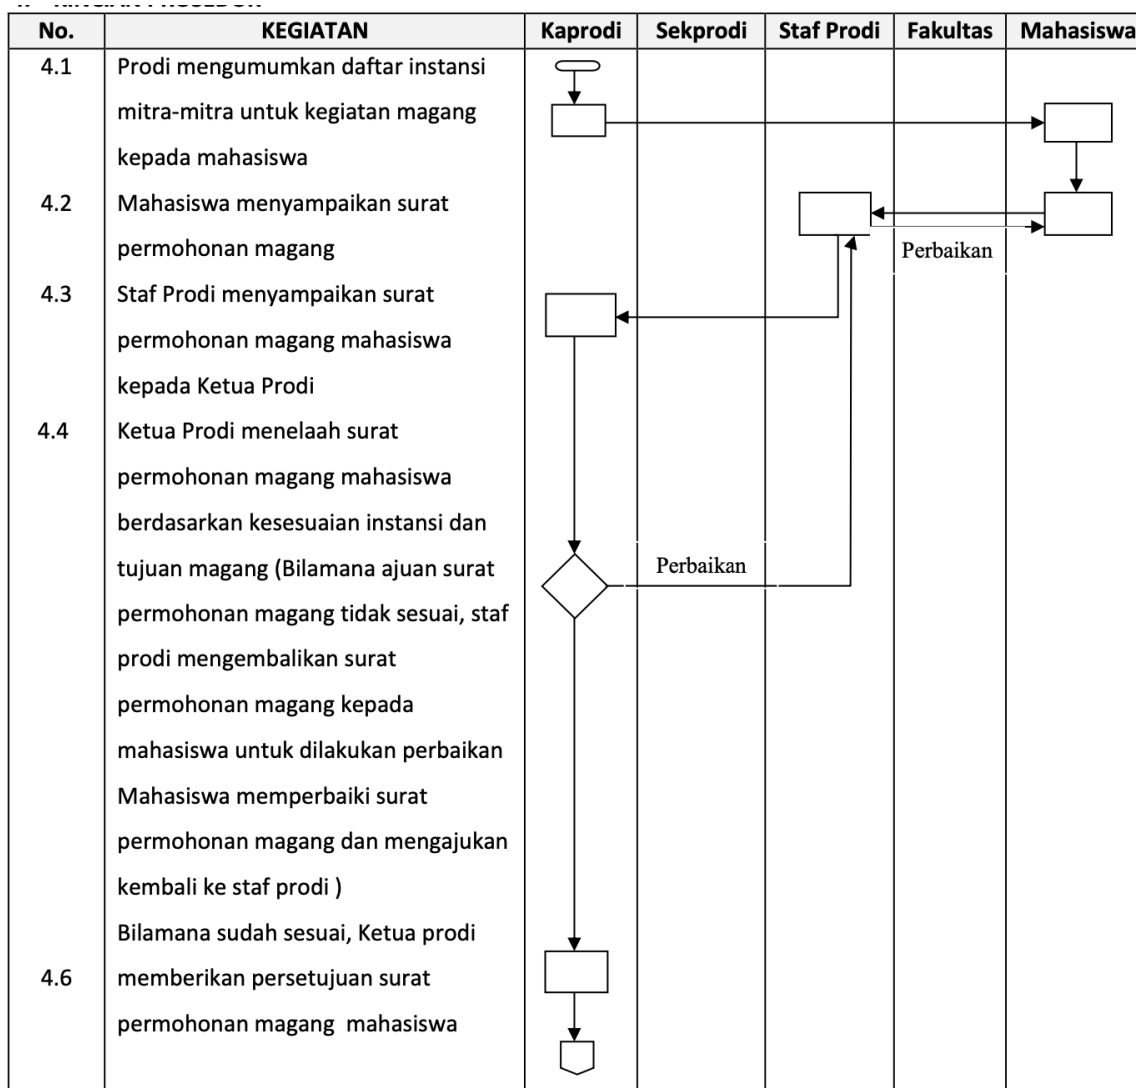 No. KEGIATAN Kaprodi Sekprodi Staf Prodi Fakultas Mahasiswa
4.1 Prodi mengumumkan daftar instansi
mitra-mitra untuk kegiatan magang
kepada mahasiswa
4.2 Mahasiswa menyampaikan surat
permohonan magang
Perbaikan
4.3 Staf Prodi menyampaikan surat
permohonan magang mahasiswa
kepada Ketua Prodi
4.4 Ketua Prodi menelaah surat
permohonan magang mahasiswa
berdasarkan kesesuaian instansi dan
tujuan magang (Bilamana ajuan surat
Perbaikan
permohonan magang tidak sesuai, staf
prodi mengembalikan surat
permohonan magang kepada
mahasiswa untuk dilakukan perbaikan
Mahasiswa memperbaiki surat
permohonan magang dan mengajukan
kembali ke staf prodi )
Bilamana sudah sesuai, Ketua prodi
4.6 memberikan persetujuan surat
permohonan magang mahasiswa